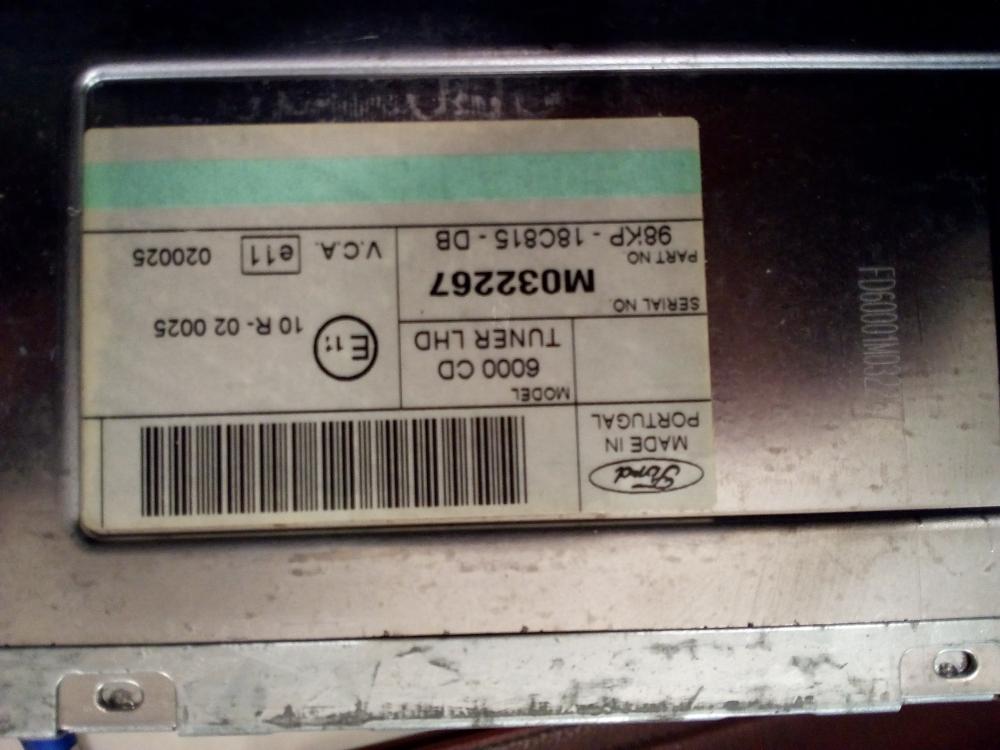 Ford
MADE IN
PORTUGAL
MODEL
6000 CD
TUNER LHD
E11 10 R - 02 0025
SERIAL NO.
M032267
PART NO.
98KP - 18C815 - DB
V.C.A. e11 020025